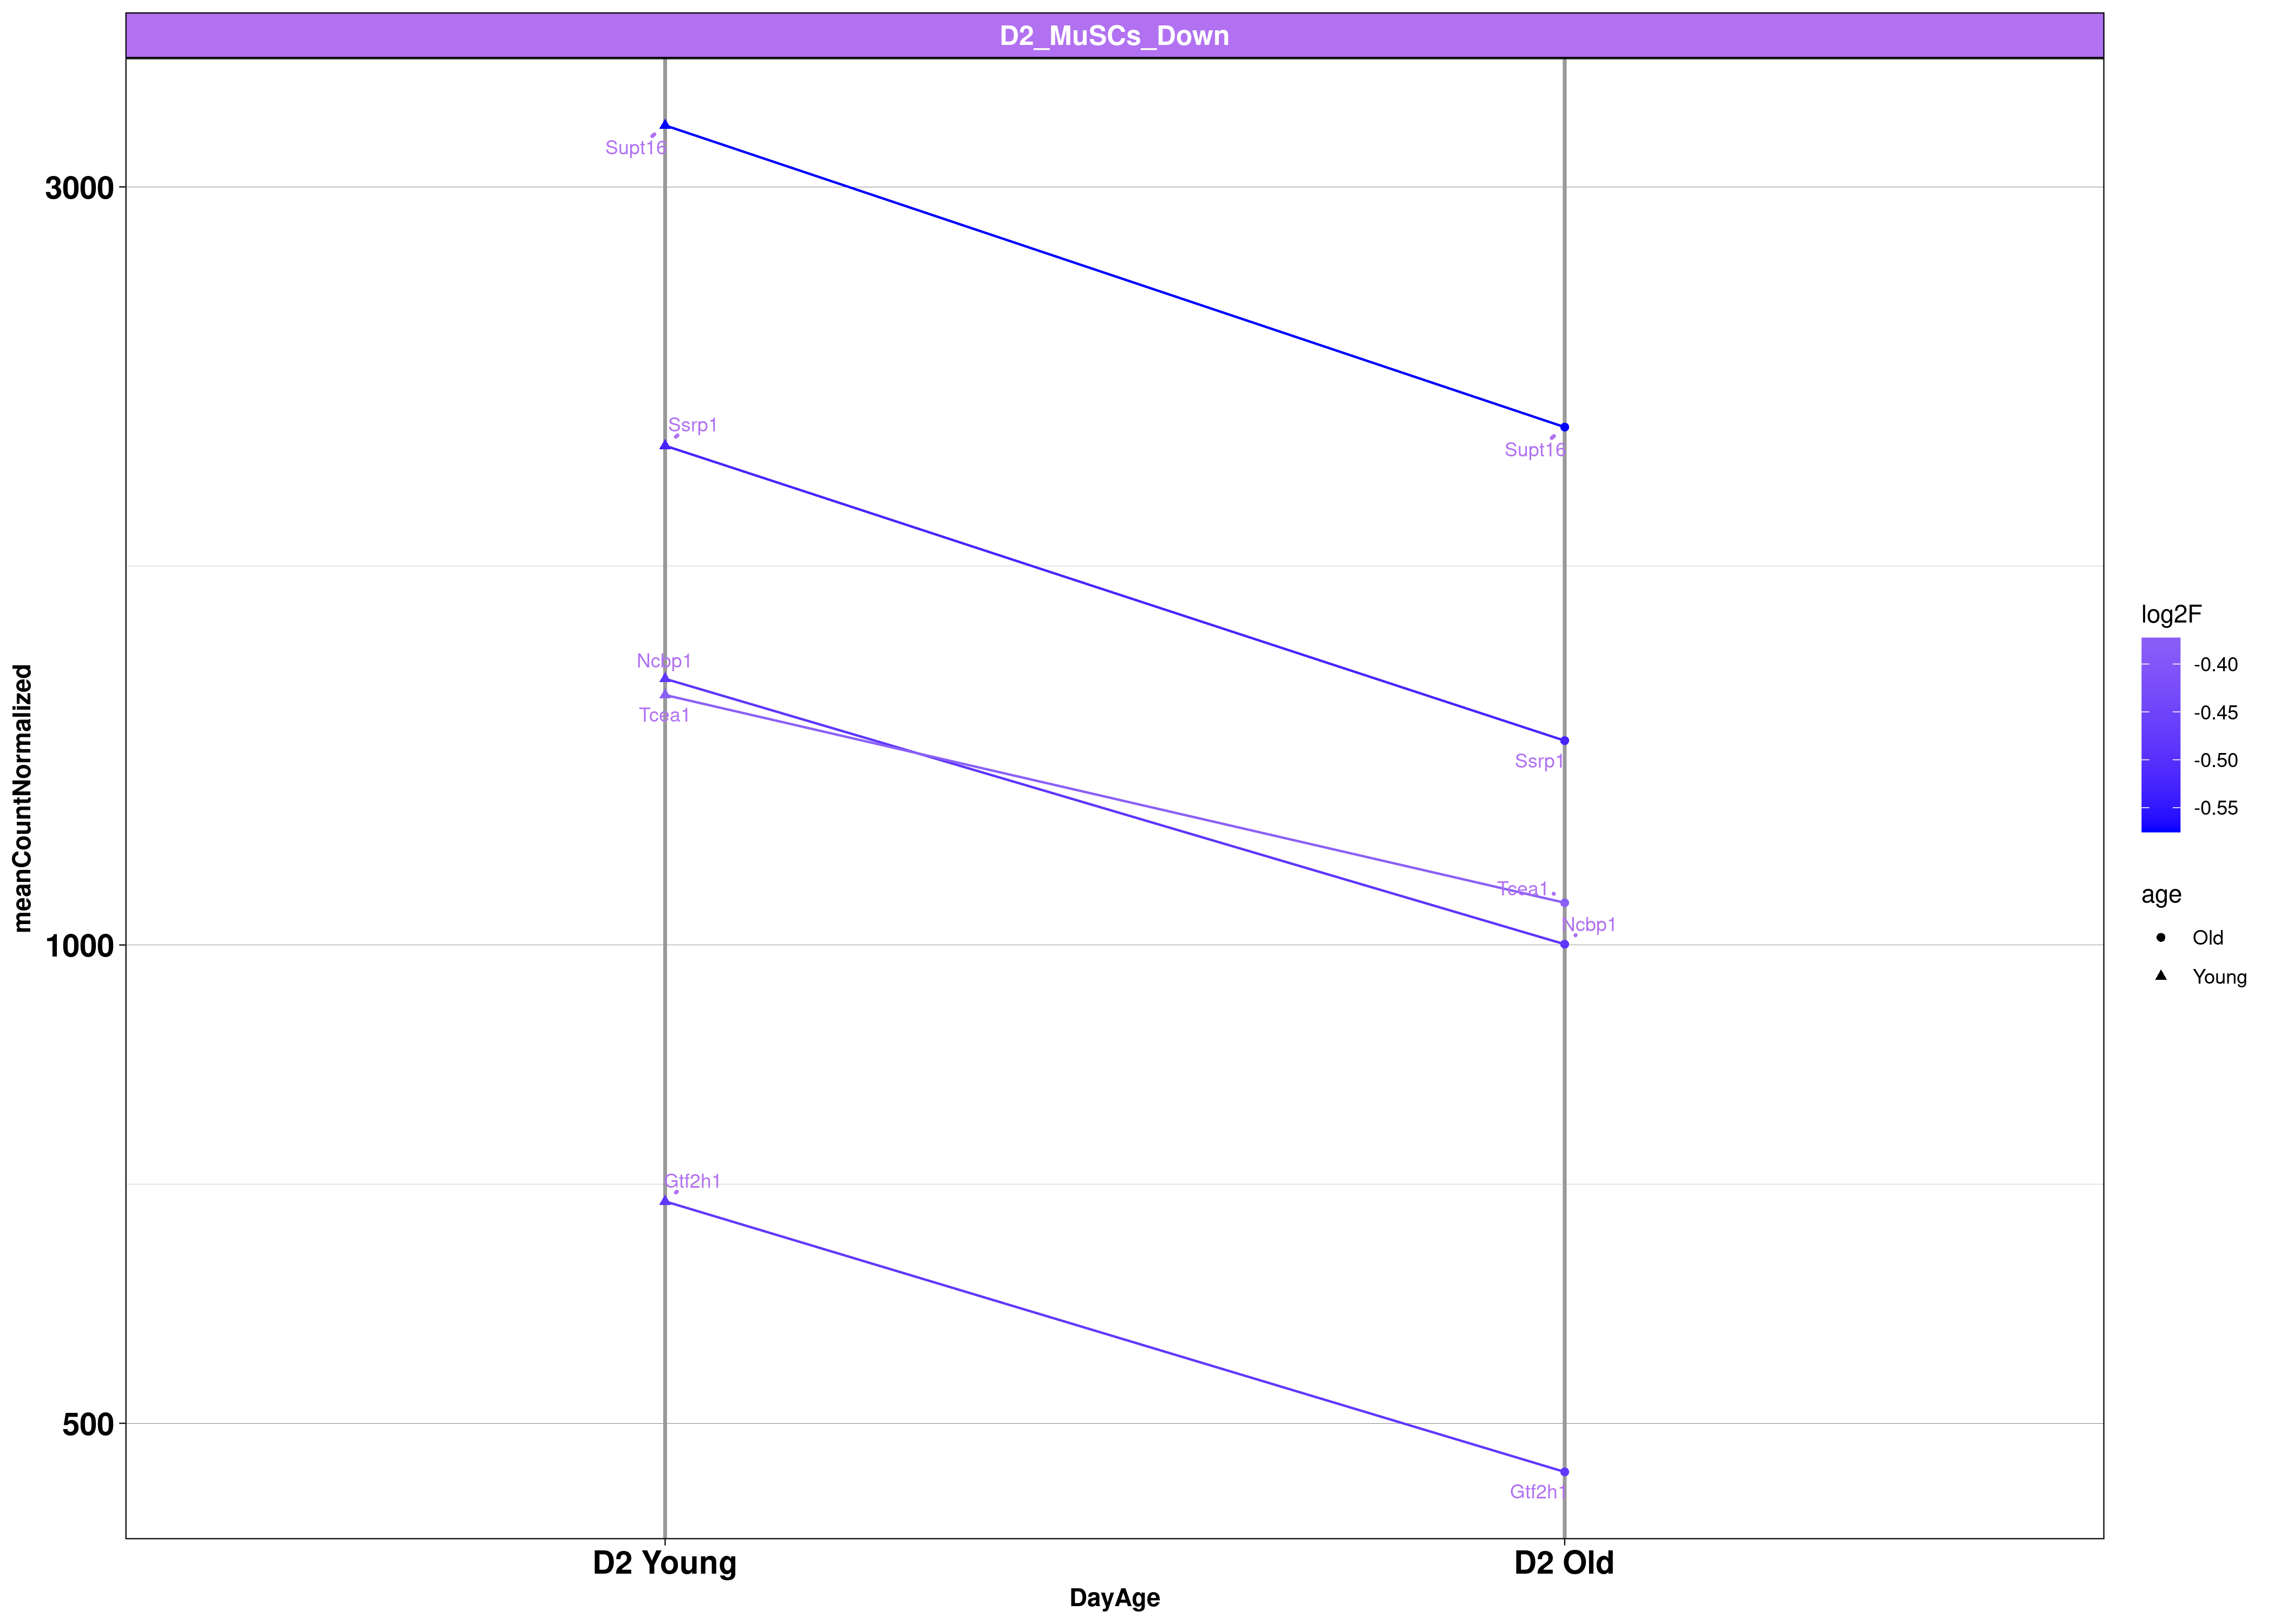 D2_MuSCs_Down
Supt16
3000
Ssrp1
Supt16
Ncbp1
Tcea1
Ssrp1
Tcea1
Ncbp1
1000
Gtf2h1
500
Gtf2h1
meanCountNormalized
D2 Young
D2 Old
DayAge
log2F
-0.40
-0.45
-0.50
-0.55
age
Old
Young